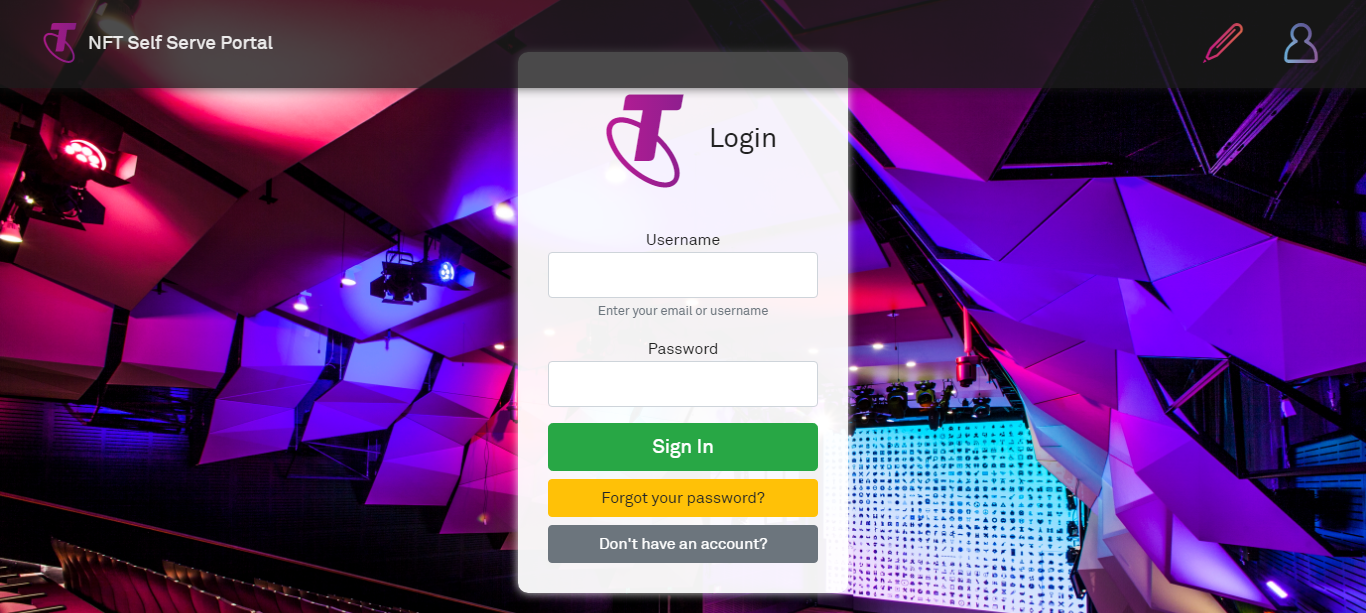 NFT Self Serve Portal
Login
Username
Enter your email or username
Password
Sign In
Forgot your password?
Don't have an account?